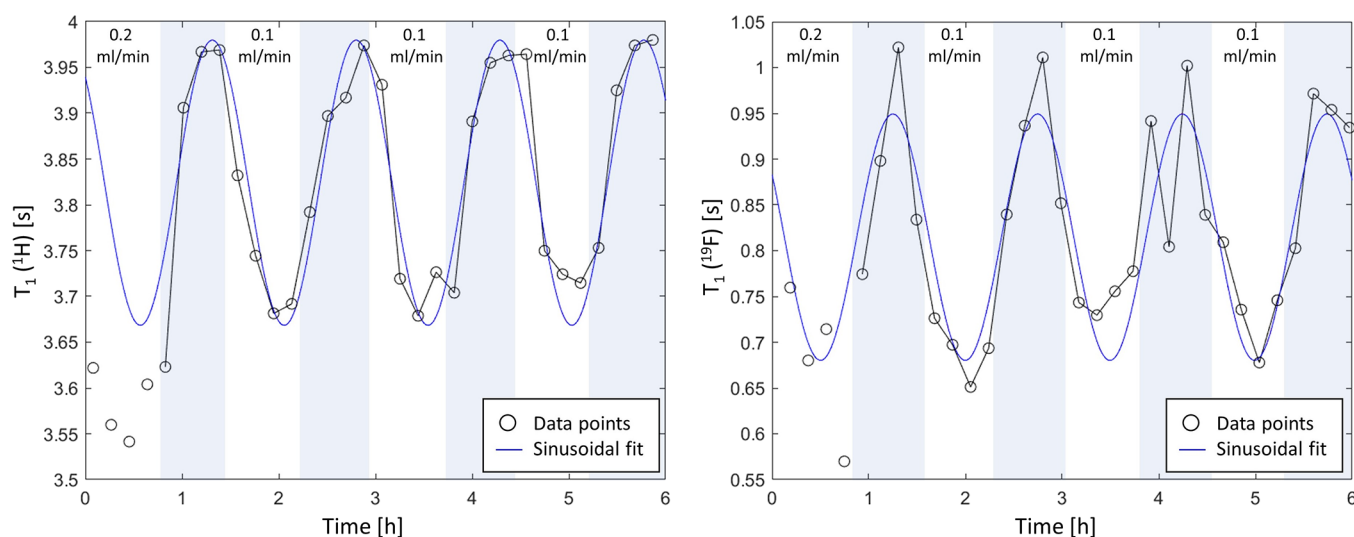 4
3.95
3.9
3.85
3.8
3.75
3.7
3.65
3.6
3.55
3.5
T1 (1H) [s]
0.2
ml/min
0.1
ml/min
0.1
ml/min
0.1
ml/min
Data points
Sinusoidal fit
0 1 2 3 4 5 6
Time [h]
1.05
1
0.95
0.9
0.85
0.8
0.75
0.7
0.65
0.6
0.55
T1 (19F) [s]
0.2
ml/min
0.1
ml/min
0.1
ml/min
0.1
ml/min
Data points
Sinusoidal fit
0 1 2 3 4 5 6
Time [h]